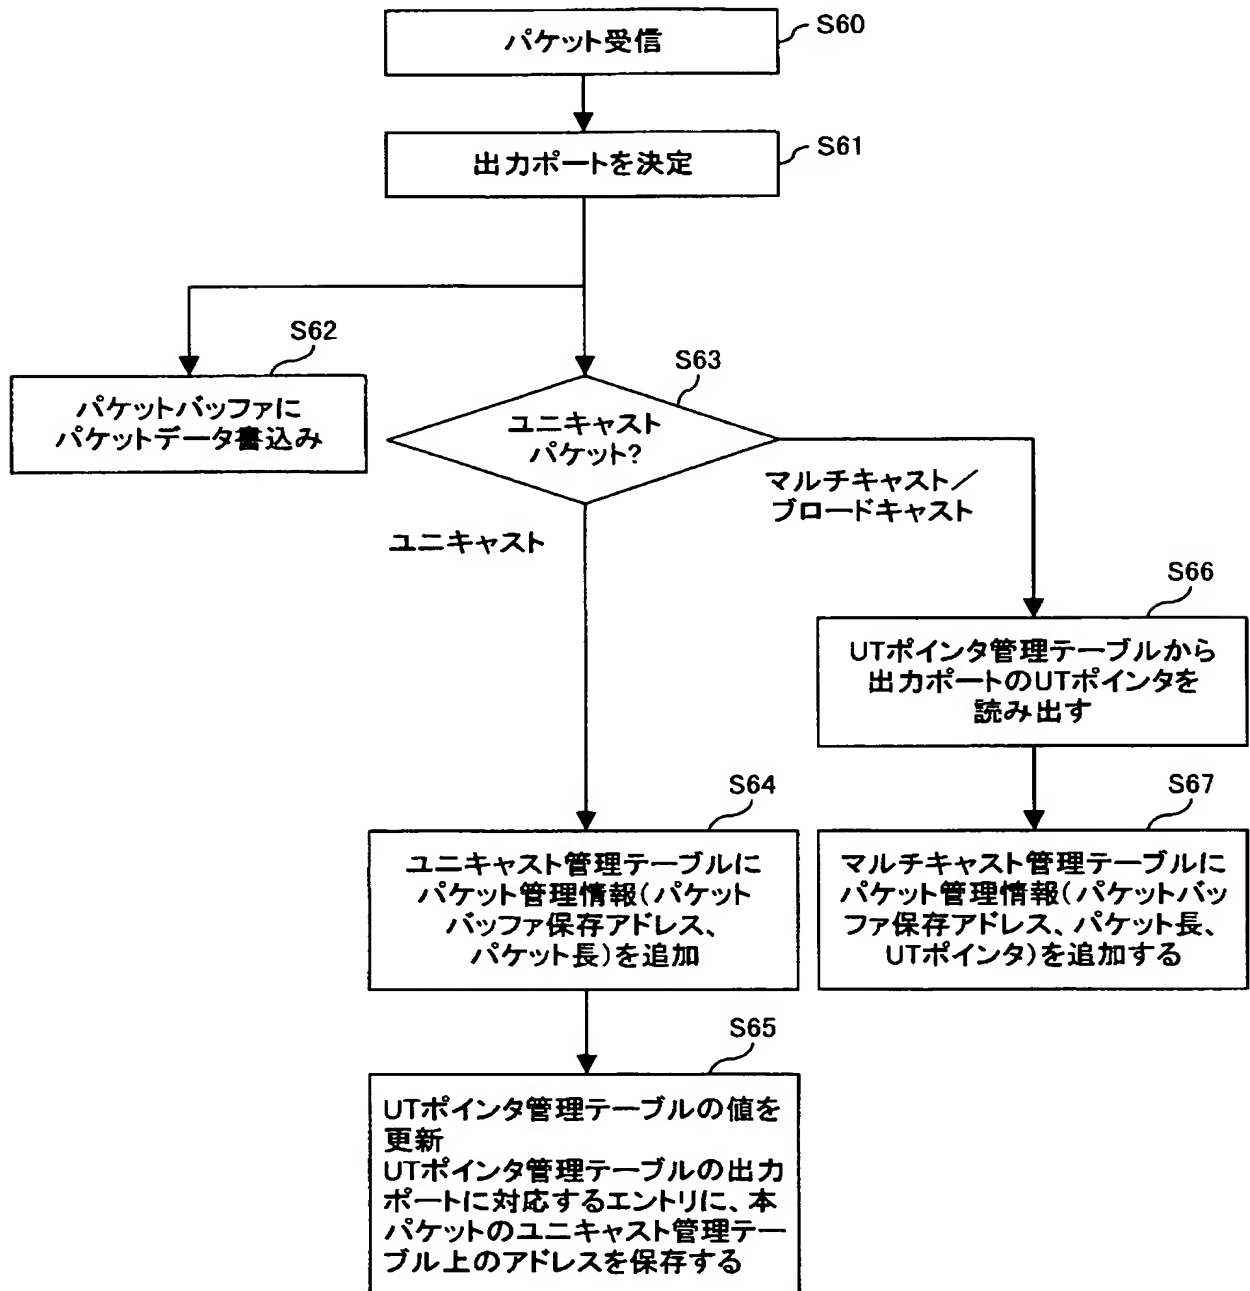 パケット受信
S60
出力ポートを決定
S61
S62
パケットバッファに
パケットデータ書込み
S63
ユニキャスト
パケット?
マルチキャスト／
ブロードキャスト
ユニキャスト
S66
UTポインタ管理テーブルから
出力ポートのUTポインタを
読み出す
S64
ユニキャスト管理テーブルに
パケット管理情報(パケット
バッファ保存アドレス、
パケット長)を追加
S67
マルチキャスト管理テーブルに
パケット管理情報(パケットバッ
ファ保存アドレス、パケット長、
UTポインタ)を追加する
S65
UTポインタ管理テーブルの値を
更新
UTポインタ管理テーブルの出力
ポートに対応するエントリに、本
パケットのユニキャスト管理テー
ブル上のアドレスを保存する